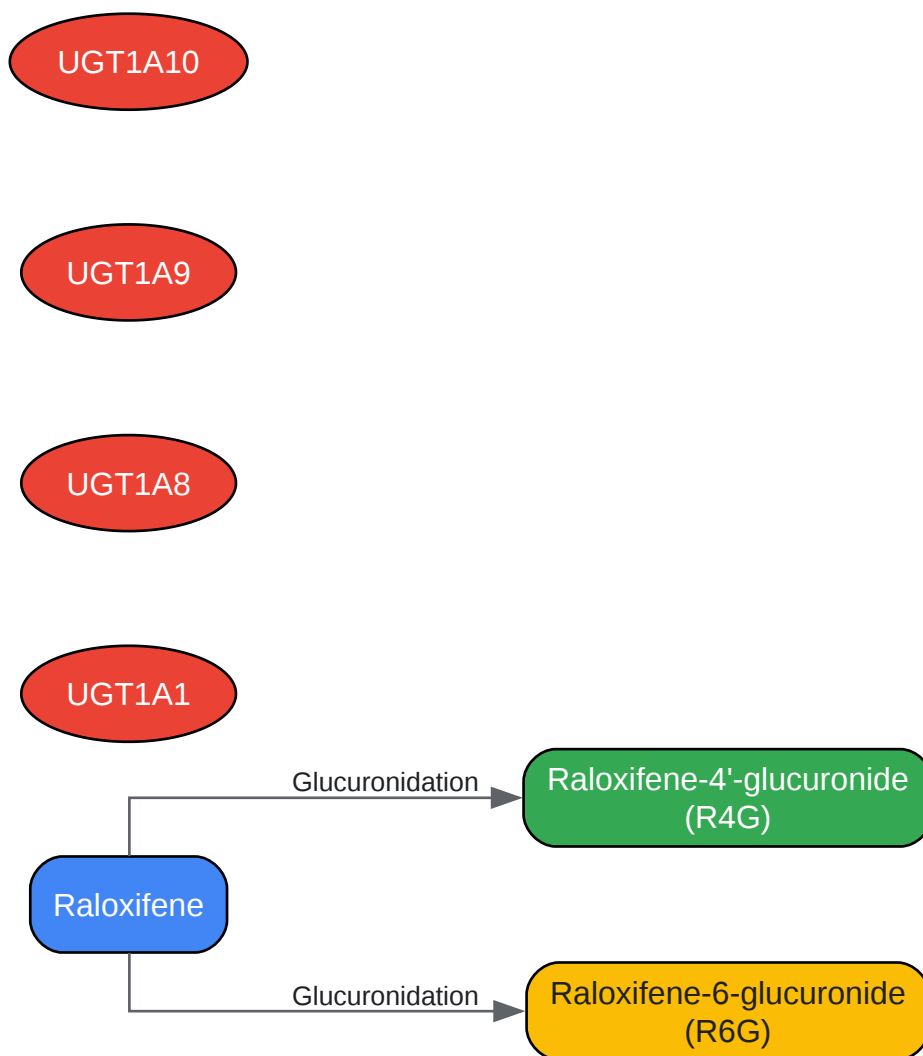 UGT1A10
UGT1A9
UGT1A8
UGT1A1
Glucuronidation
Raloxifene-4'-glucuronide
(R4G)
Raloxifene
Glucuronidation
Raloxifene-6-glucuronide
(R6G)